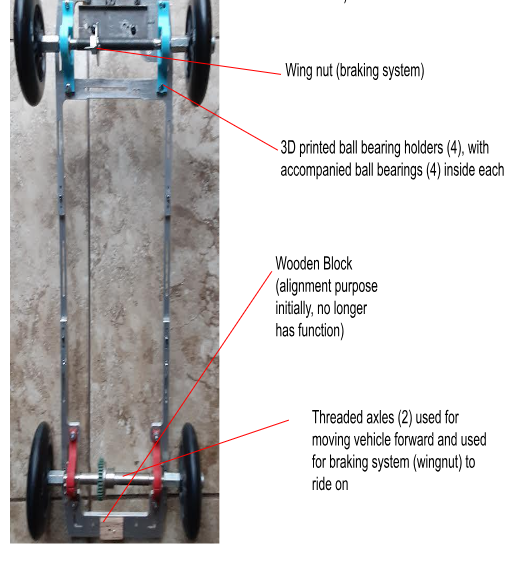 Wing nut (braking system)
3D printed ball bearing holders (4), with
accompanied ball bearings (4) inside each
Wooden Block
(alignment purpose
initially, no longer
has function)
Threaded axles (2) used for
moving vehicle forward and used
for braking system (wingnut) to
ride on